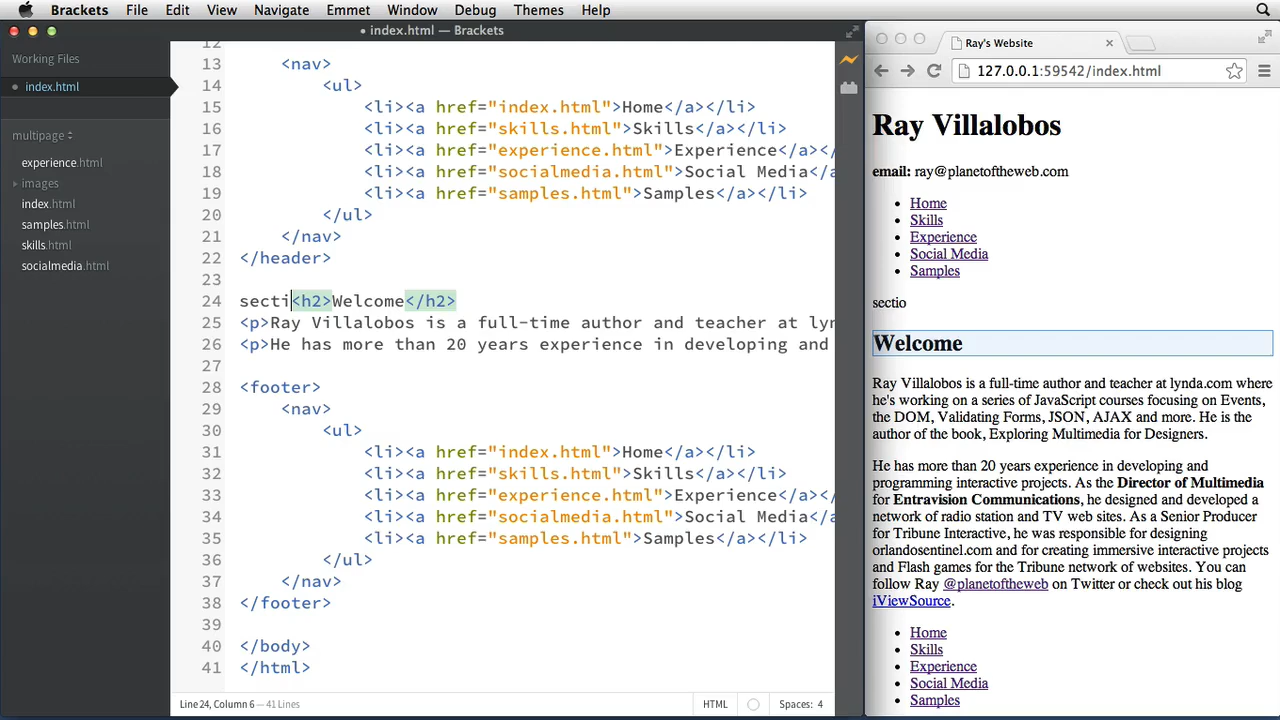 Brackets File Edit View Navigate Emmet Window Debug Themes Help
• index.html — Brackets
Working Files
index.html
multipage
experience.html
images
index.html
samples.html
skills.html
socialmedia.html
12
13 <nav>
14 <ul>
15 <li><a href="index.html">Home</a></li>
16 <li><a href="skills.html">Skills</a></li>
17 <li><a href="experience.html">Experience</a></
18 <li><a href="socialmedia.html">Social Media</a
19 <li><a href="samples.html">Samples</a></li>
20 </ul>
21 </nav>
22 </header>
23
24 secti<h2>Welcome</h2>
25 <p>Ray Villalobos is a full-time author and teacher at lyn
26 <p>He has more than 20 years experience in developing and
27
28 <footer>
29 <nav>
30 <ul>
31 <li><a href="index.html">Home</a></li>
32 <li><a href="skills.html">Skills</a></li>
33 <li><a href="experience.html">Experience</a></
34 <li><a href="socialmedia.html">Social Media</a
35 <li><a href="samples.html">Samples</a></li>
36 </ul>
37 </nav>
38 </footer>
39
40 </body>
41 </html>
Line 24, Column 6 — 41 Lines
HTML
Spaces: 4
Ray's Website
127.0.0.1:59542/index.html
Ray Villalobos
email: ray@planetoftheweb.com
• Home
• Skills
• Experience
• Social Media
• Samples
sectio
Welcome
Ray Villalobos is a full-time author and teacher at lynda.com where
he's working on a series of JavaScript courses focusing on Events,
the DOM, Validating Forms, JSON, AJAX and more. He is the
author of the book, Exploring Multimedia for Designers.
He has more than 20 years experience in developing and
programming interactive projects. As the Director of Multimedia
for Entravision Communications, he designed and developed a
network of radio station and TV web sites. As a Senior Producer
for Tribune Interactive, he was responsible for designing
orlandosentinel.com and for creating immersive interactive projects
and Flash games for the Tribune network of websites. You can
follow Ray @planetoftheweb on Twitter or check out his blog
iViewSource.
• Home
• Skills
• Experience
• Social Media
• Samples